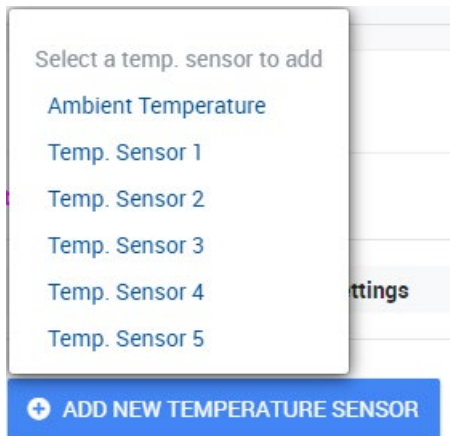 Select a temp. sensor to add
Ambient Temperature
Temp. Sensor 1
Temp. Sensor 2
Temp. Sensor 3
Temp. Sensor 4
Temp. Sensor 5
ttings
ADD NEW TEMPERATURE SENSOR